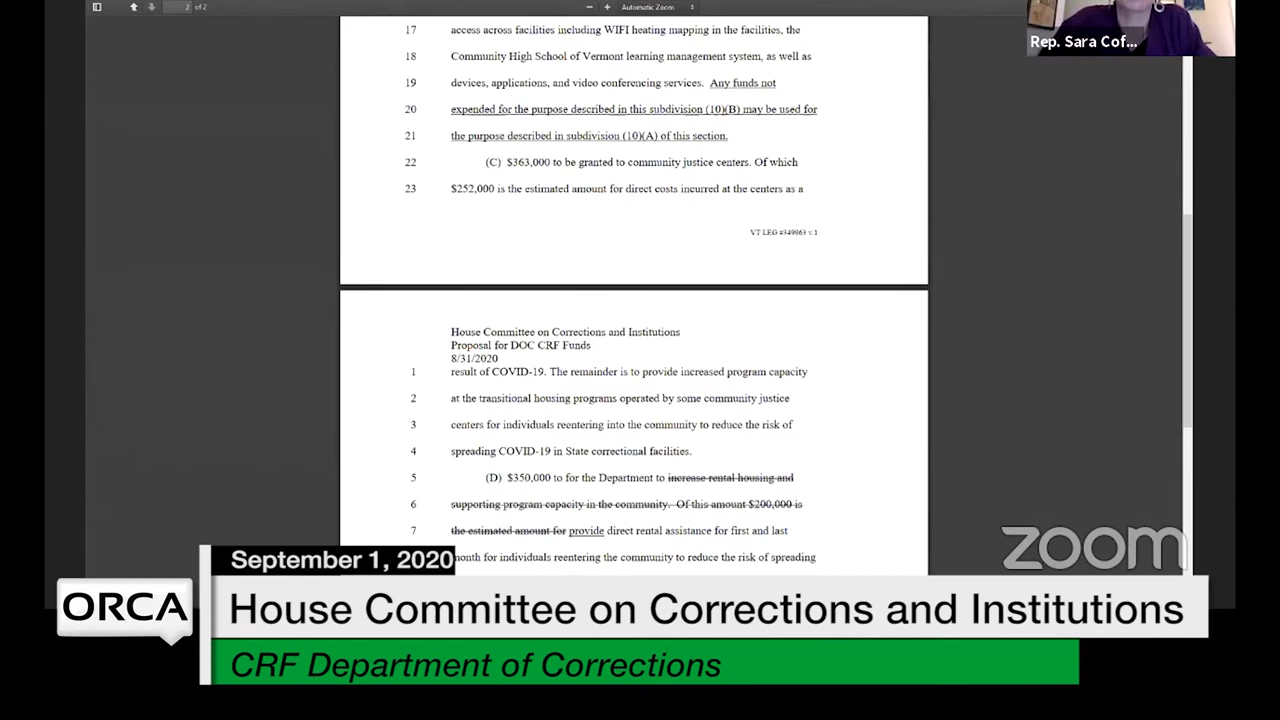 2 of 2
Automatic Zoom
Rep. Sara Cof...
17 access across facilities including WIFI heating mapping in the facilities, the
18 Community High School of Vermont learning management system, as well as
19 devices, applications, and video conferencing services. Any funds not
20 expended for the purpose described in this subdivision (10)(B) may be used for
21 the purpose described in subdivision (10)(A) of this section.
22 (C) $363,000 to be granted to community justice centers. Of which
23 $252,000 is the estimated amount for direct costs incurred at the centers as a
VT LEG #349963 v.1
House Committee on Corrections and Institutions
Proposal for DOC CRF Funds
8/31/2020
1 result of COVID-19. The remainder is to provide increased program capacity
2 at the transitional housing programs operated by some community justice
3 centers for individuals reentering into the community to reduce the risk of
4 spreading COVID-19 in State correctional facilities.
5 (D) $350,000 to for the Department to increase rental housing and
6 supporting program capacity in the community. Of this amount $200,000 is
7 the estimated amount for provide direct rental assistance for first and last
month for individuals reentering the community to reduce the risk of spreading
zoom
September 1, 2020
ORCA
House Committee on Corrections and Institutions
CRF Department of Corrections